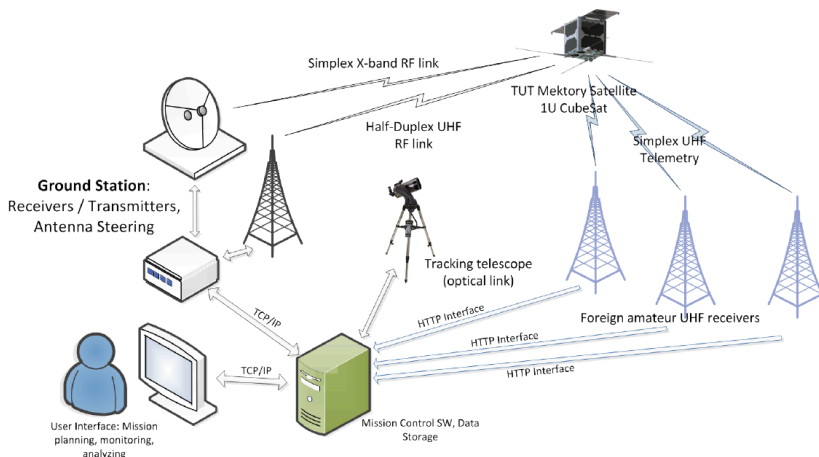 Simplex X-band RF link
TUT Mektory Satellite
1U CubeSat
Half-Duplex UHF
RF link
Simplex UHF
Telemetry
Ground Station:
Receivers / Transmitters,
Antenna Steering
Tracking telescope
(optical link)
HTTP Interface
Foreign amateur UHF receivers
TCP/IP
HTTP Interface
HTTP Interface
TCP/IP
User Interface: Mission
planning, monitoring,
analyzing
Mission Control SW, Data
Storage